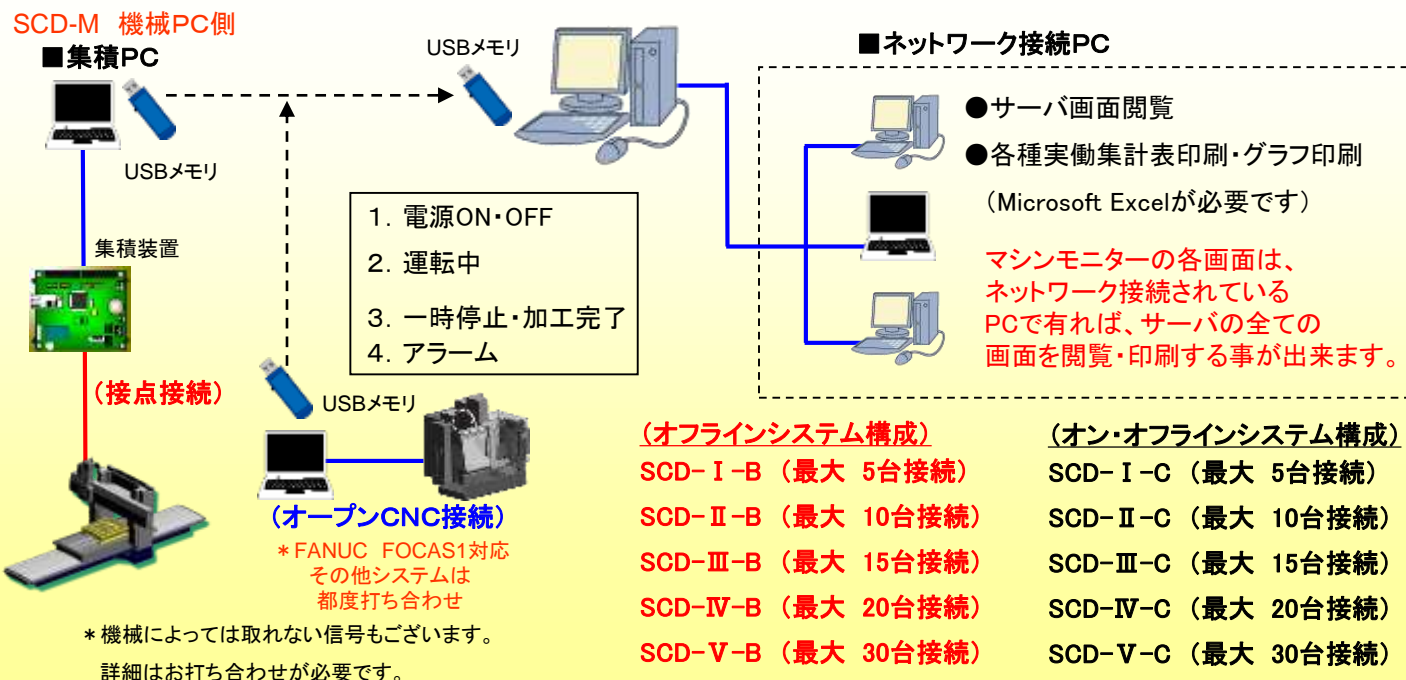 SCD-M 機械PC側
■集積PC
USBメモリ
USBメモリ
集積装置
(接点接続)
1. 電源ON・OFF
2. 運転中
3. 一時停止・加工完了
4. アラーム
USBメモリ
(オープンCNC接続)
*FANUC FOCAS1対応
その他システムは
都度打ち合わせ
*機械によっては取れない信号もございます。
詳細はお打ち合わせが必要です。
■ネットワーク接続PC
●サーバ画面閲覧
●各種実働集計表印刷・グラフ印刷
(Microsoft Excelが必要です)
マシンモニターの各画面は、
ネットワーク接続されている
PCで有れば、サーバの全ての
画面を閲覧・印刷する事が出来ます。
(オフラインシステム構成)
SCD-Ⅰ-B (最大 5台接続)
SCD-Ⅱ-B (最大 10台接続)
SCD-Ⅲ-B (最大 15台接続)
SCD-Ⅳ-B (最大 20台接続)
SCD-Ⅴ-B (最大 30台接続)
(オン・オフラインシステム構成)
SCD-Ⅰ-C (最大 5台接続)
SCD-Ⅱ-C (最大 10台接続)
SCD-Ⅲ-C (最大 15台接続)
SCD-Ⅳ-C (最大 20台接続)
SCD-Ⅴ-C (最大 30台接続)